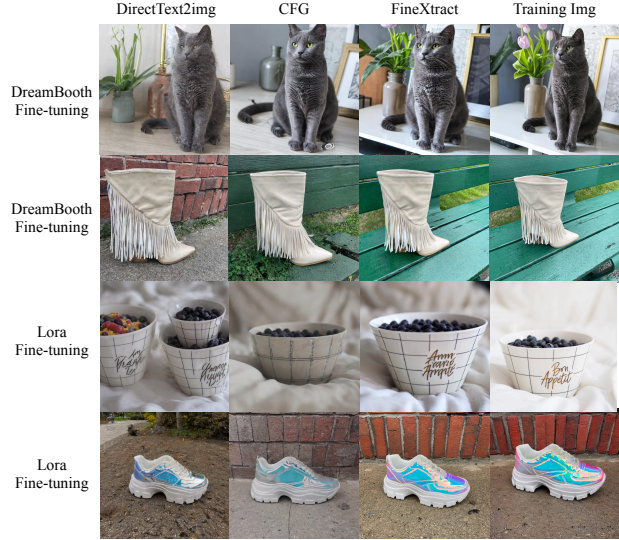 DirectText2img CFG FineXtract Training Img
DreamBooth
Fine-tuning
DreamBooth
Fine-tuning
Lora
Fine-tuning
Bon
Appetit
Lora
Fine-tuning